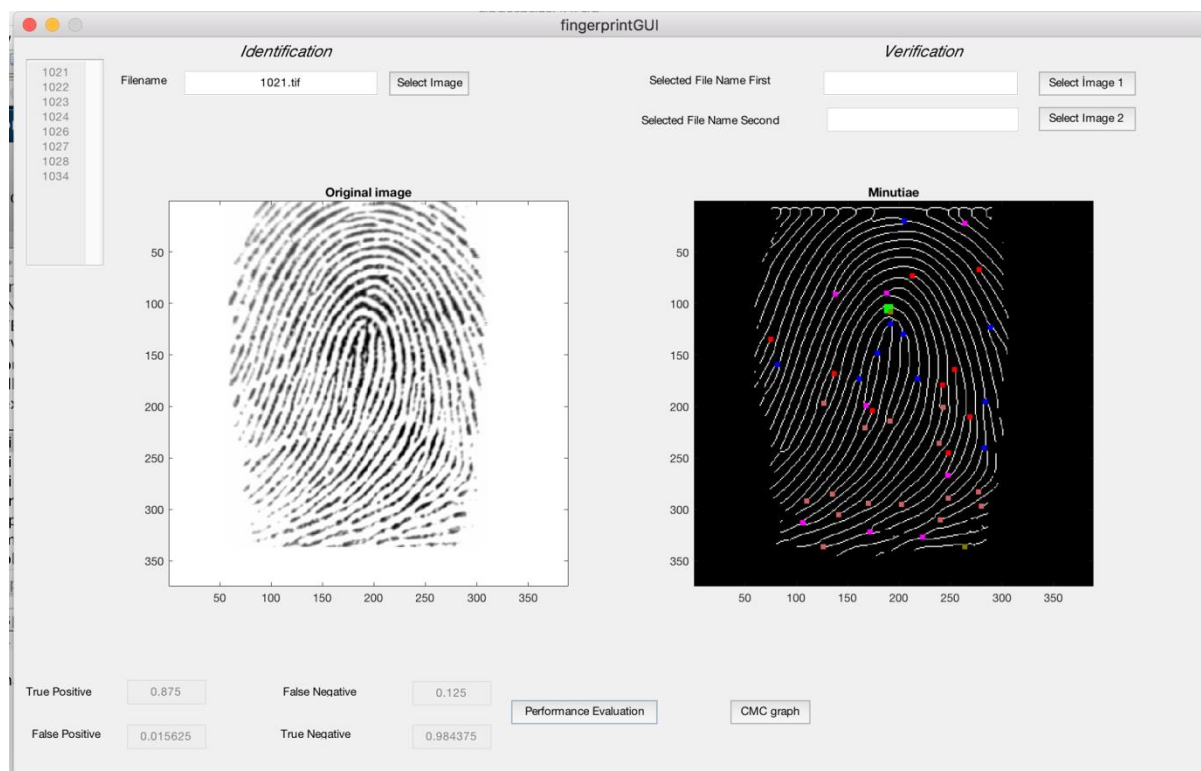 fingerprintGUI
Identification
Verification
1021
1022
1023
1024
1026
1027
1028
1034
Filename
1021.tif
Select Image
Selected File Name First
Select İmage 1
Selected File Name Second
Select Image 2
Original image
50
100
150
200
250
300
350
50 100 150 200 250 300 350
Minutiae
50
100
150
200
250
300
350
50 100 150 200 250 300 350
True Positive 0.875 False Negative 0.125
False Positive 0.015625 True Negative 0.984375
Performance Evaluation
CMC graph